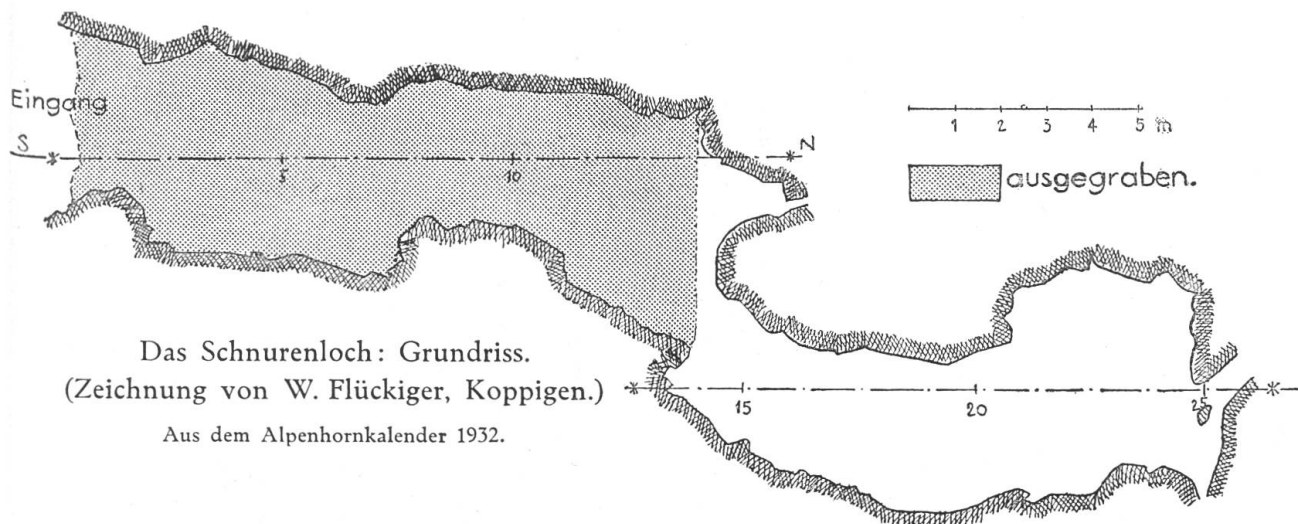 Eingang
S
N
5
10
1 2 3 4 5 m
ausgegraben.
Das Schnurenloch: Grundriss.
(Zeichnung von W. Flückiger, Koppigen.)
Aus dem Alpenhornkalender 1932.
15
20
25